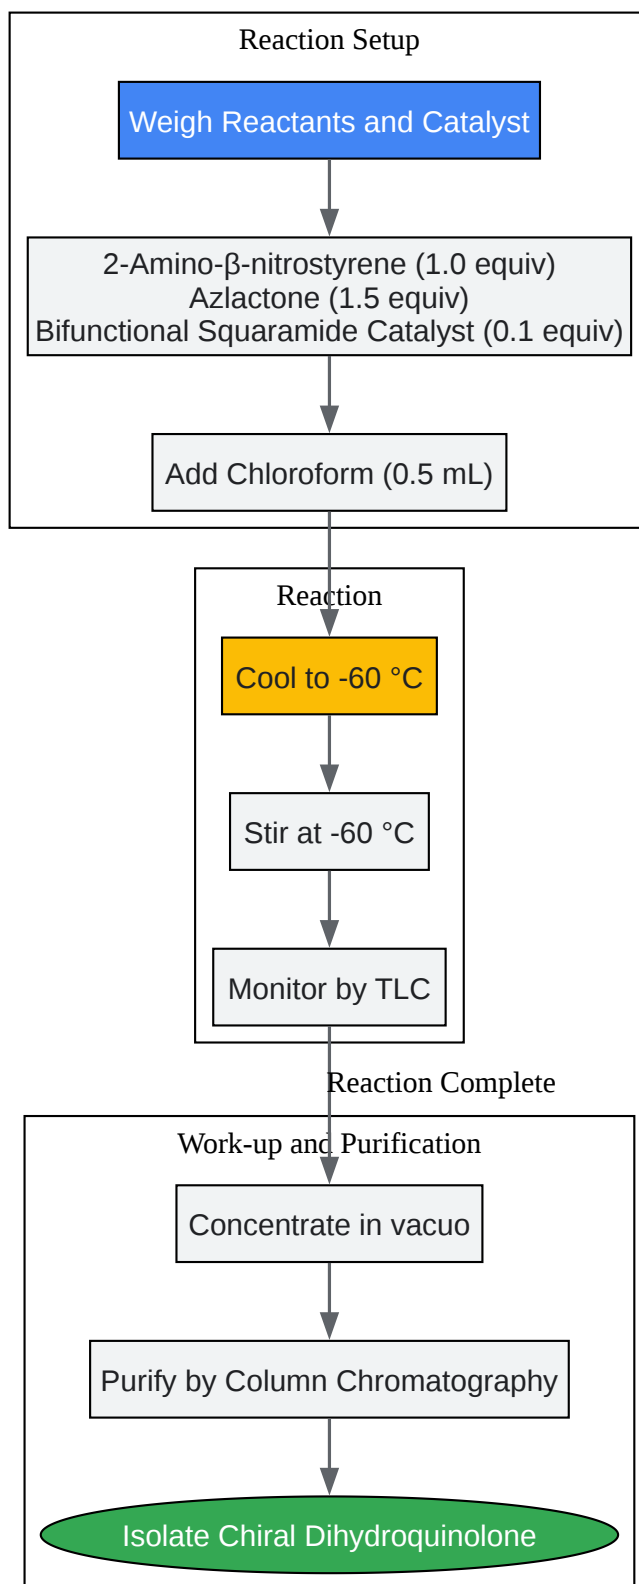 Reaction Setup
Weigh Reactants and Catalyst
2-Amino-β-nitrostyrene (1.0 equiv)
Azlactone (1.5 equiv)
Bifunctional Squaramide Catalyst (0.1 equiv)
Add Chloroform (0.5 mL)
Reaction
Cool to -60 °C
Stir at -60 °C
Monitor by TLC
Reaction Complete
Work-up and Purification
Concentrate in vacuo
Purify by Column Chromatography
Isolate Chiral Dihydroquinolone